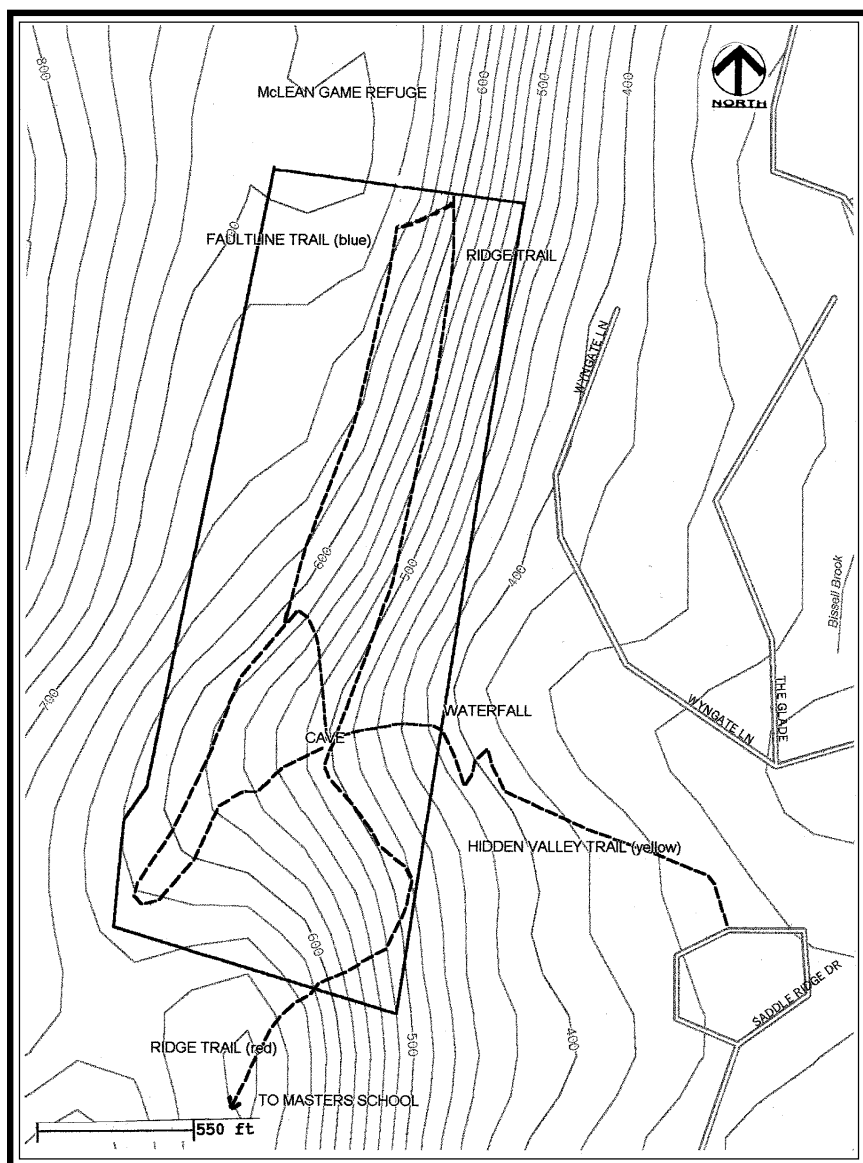 800
600
500
400
McLEAN GAME REFUGE
NORTH
FAULTLINE TRAIL (blue)
RIDGE TRAIL
WYNGATE LN
600
500
400
Bissell Brook
700
WATERFALL
WYNGATE LN
THE GLADE
CAVE
HIDDEN VALLEY TRAIL (yellow)
600
SADDLE RIDGE DR
500
400
RIDGE TRAIL (red)
TO MASTERS SCHOOL
550 ft